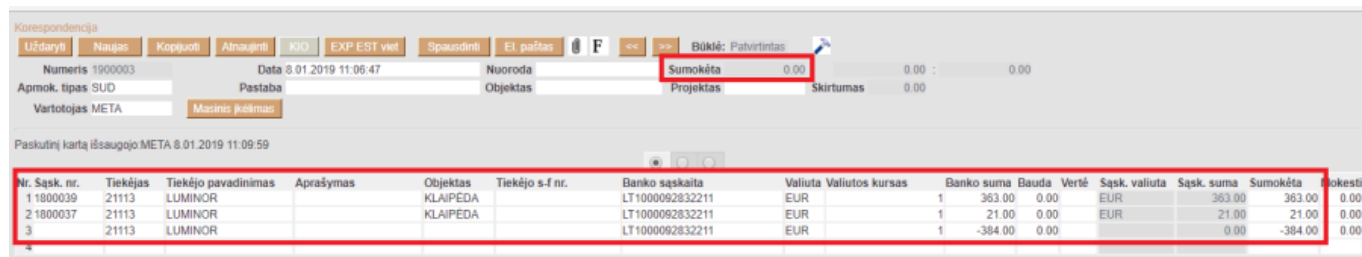 Korespondencija
Uždaryti Naujas Kopijuoti Atnaujinti KIO EXP EST viet Spausdinti El. paštas F << >> Būklė: Patvirtintas
Numeris 1900003 Data 8.01.2019 11:06:47 Nuoroda Sumokėta 0.00 0.00 : 0.00
Apmok. tipas SUD Pastaba Objektas Projektas Skirtumas 0.00
Vartotojas META Masinis įkėlimas
Paskutinį kartą išsaugojo:META 8.01.2019 11:09:59
Nr. Sąsk. nr. Tiekėjas Tiekėjo pavadinimas Aprašymas Objektas Tiekėjo s-f nr. Banko sąskaita Valiuta Valiutos kursas Banko suma Bauda Vertė Sąsk. valiuta Sąsk. suma Sumokėta Mokesti
1 1800039 21113 LUMINOR KLAIPĖDA LT1000092832211 EUR 1 363.00 0.00 EUR 363.00 363.00 0.00
2 1800037 21113 LUMINOR KLAIPĖDA LT1000092832211 EUR 1 21.00 0.00 EUR 21.00 21.00 0.00
3 21113 LUMINOR LT1000092832211 EUR 1 -384.00 0.00 0.00 -384.00 0.00
4